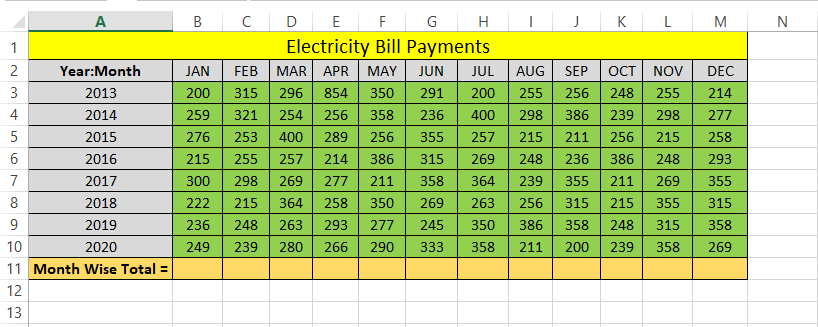 A B C D E F G H I J K L M N
1 Electricity Bill Payments
2 Year:Month JAN FEB MAR APR MAY JUN JUL AUG SEP OCT NOV DEC
3 2013 200 315 296 854 350 291 200 255 256 248 255 214
4 2014 259 321 254 256 358 236 400 298 386 239 298 277
5 2015 276 253 400 289 256 355 257 215 211 256 215 258
6 2016 215 255 257 214 386 315 269 248 236 386 248 293
7 2017 300 298 269 277 211 358 364 239 355 211 269 355
8 2018 222 215 364 258 350 269 263 256 315 215 355 315
9 2019 236 248 263 293 277 245 350 386 358 248 315 358
10 2020 249 239 280 266 290 333 358 211 200 239 358 269
11 Month Wise Total =
12
13